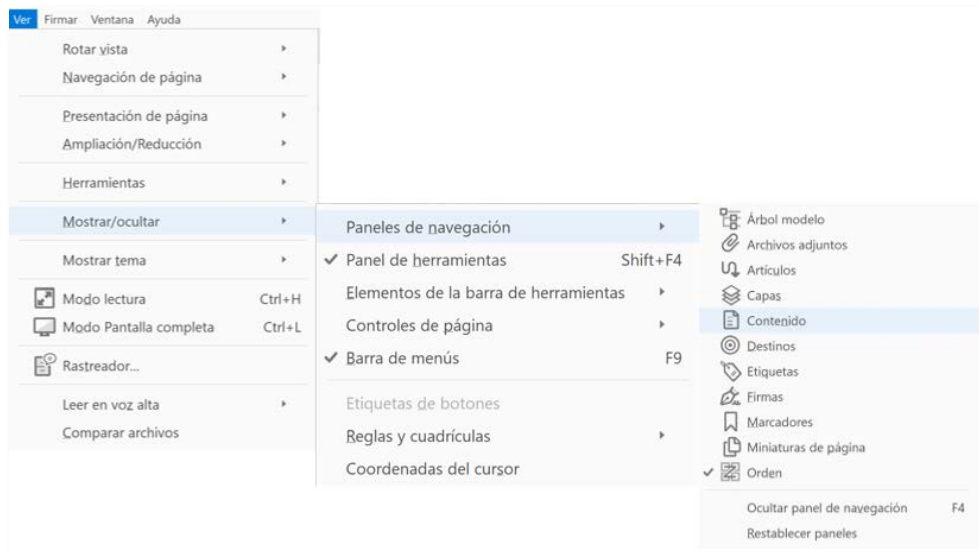 Ver Firmar Ventana Ayuda
Rotar vista
Navegación de página
Presentación de página
Ampliación/Reducción
Herramientas
Mostrar/ocultar
Mostrar tema
Modo lectura Ctrl+H
Modo Pantalla completa Ctrl+L
Rastreador...
Leer en voz alta
Comparar archivos
Paneles de navegación
Panel de herramientas Shift+F4
Elementos de la barra de herramientas
Controles de página
Barra de menús F9
Etiquetas de botones
Reglas y cuadrículas
Coordenadas del cursor
Árbol modelo
Archivos adjuntos
Artículos
Capas
Contenido
Destinos
Etiquetas
Firmas
Marcadores
Miniaturas de página
Orden
Ocultar panel de navegación F4
Restablecer paneles